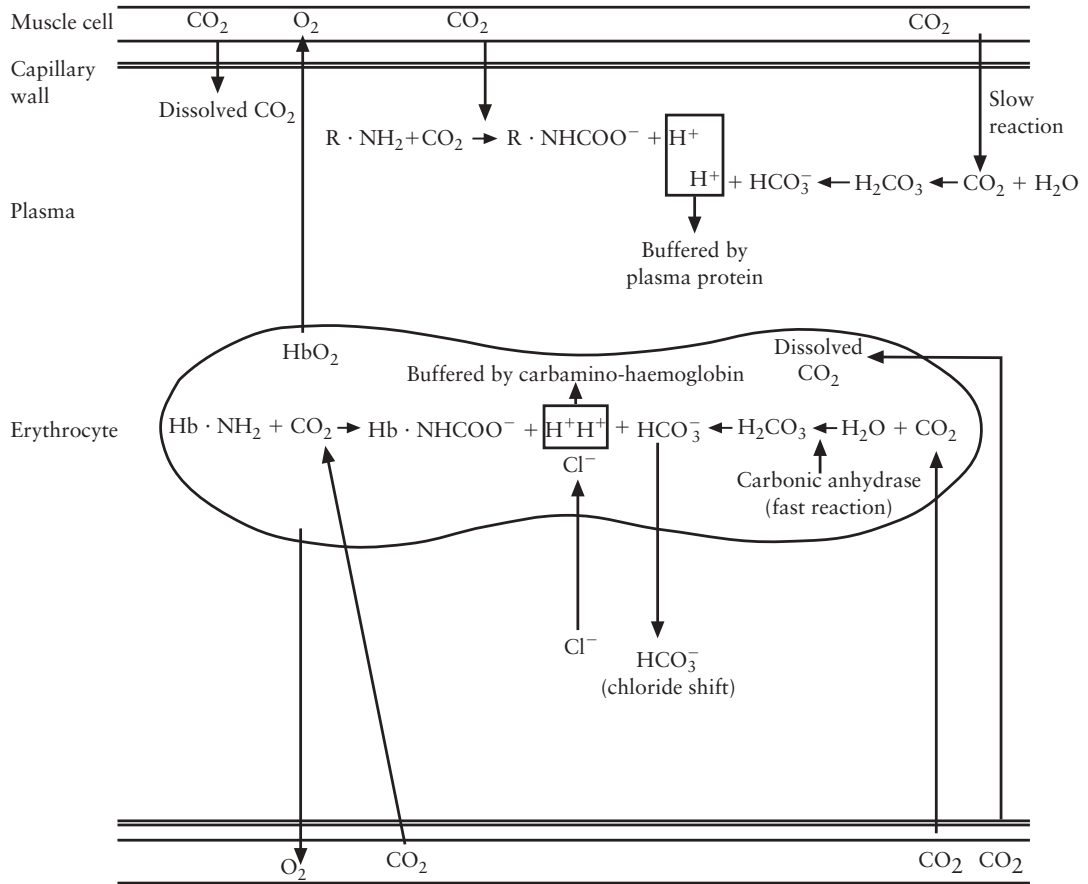 Muscle cell
CO₂
O₂
CO₂
CO₂
Capillary
wall
Dissolved CO₂
Slow
reaction
R · NH₂+CO₂ → R · NHCOO⁻ + H⁺
H⁺ + HCO₃⁻ ← H₂CO₃ ← CO₂ + H₂O
Plasma
Buffered by
plasma protein
HbO₂
Dissolved
CO₂
Buffered by carbamino-haemoglobin
Erythrocyte
Hb · NH₂ + CO₂ → Hb · NHCOO⁻ + H⁺H⁺ + HCO₃⁻ ← H₂CO₃ ← H₂O + CO₂
Cl⁻
Carbonic anhydrase
(fast reaction)
Cl⁻
HCO₃⁻
(chloride shift)
O₂
CO₂
CO₂
CO₂